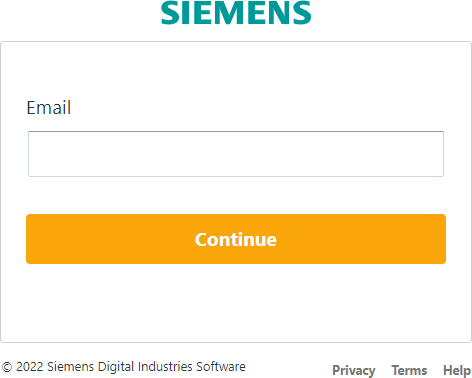 SIEMENS
Email
Continue
© 2022 Siemens Digital Industries Software Privacy Terms Help